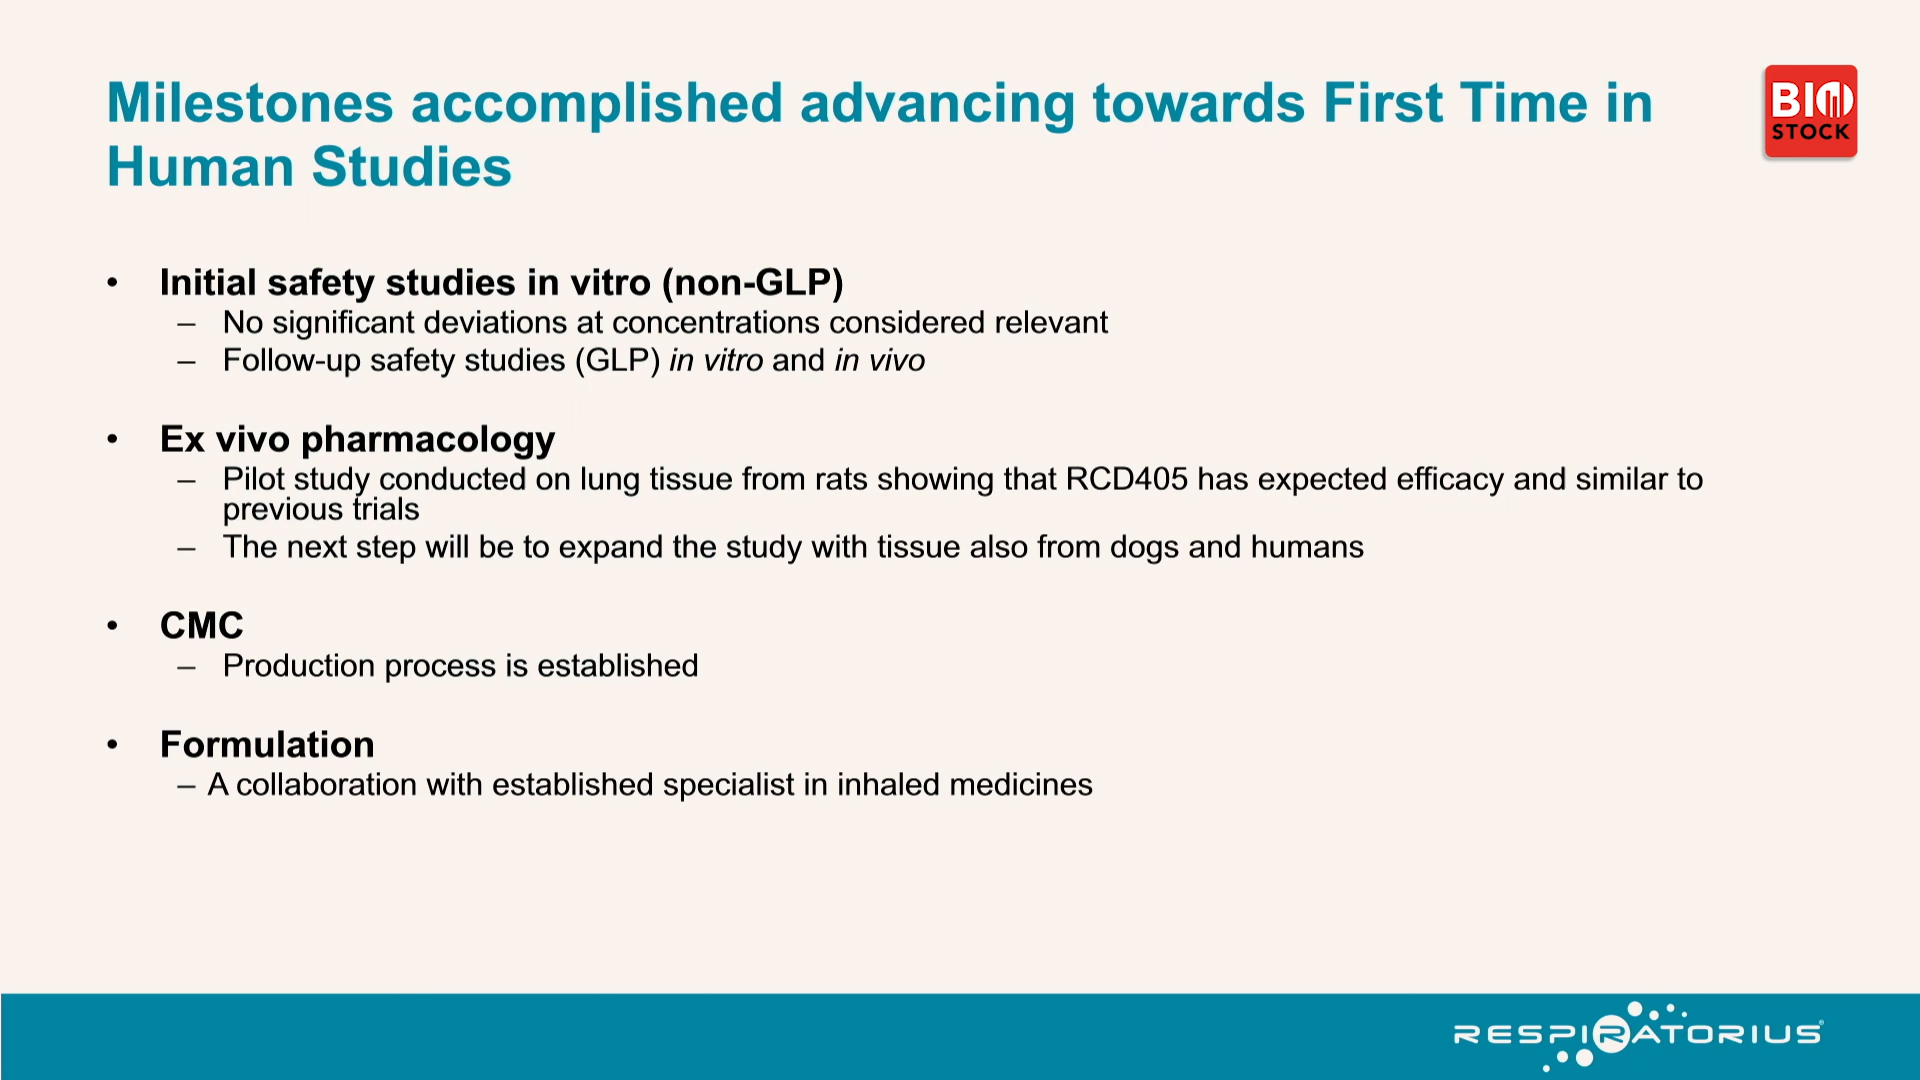 Milestones accomplished advancing towards First Time in
Human Studies
BIO
STOCK
• Initial safety studies in vitro (non-GLP)
– No significant deviations at concentrations considered relevant
– Follow-up safety studies (GLP) in vitro and in vivo
• Ex vivo pharmacology
– Pilot study conducted on lung tissue from rats showing that RCD405 has expected efficacy and similar to
previous trials
– The next step will be to expand the study with tissue also from dogs and humans
• CMC
– Production process is established
• Formulation
– A collaboration with established specialist in inhaled medicines
RESPIRATORIUS